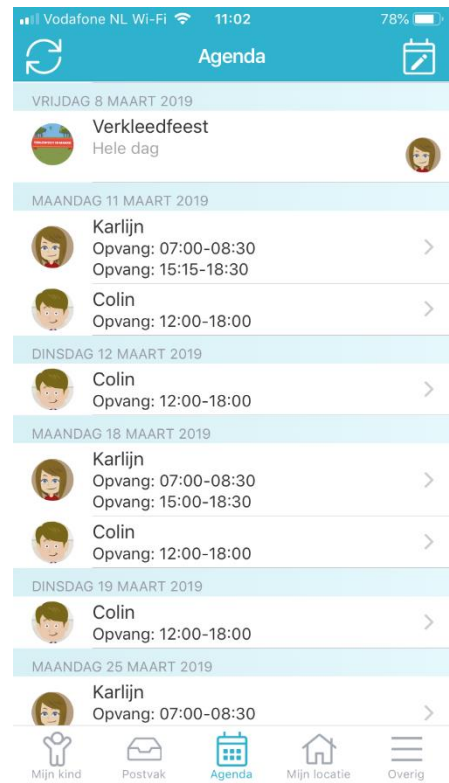 Vodafone NL Wi-Fi 11:02 78%
Agenda
VRIJDAG 8 MAART 2019
Verkleedfeest
Hele dag
MAANDAG 11 MAART 2019
Karlijn
Opvang: 07:00-08:30
Opvang: 15:15-18:30
Colin
Opvang: 12:00-18:00
DINSDAG 12 MAART 2019
Colin
Opvang: 12:00-18:00
MAANDAG 18 MAART 2019
Karlijn
Opvang: 07:00-08:30
Opvang: 15:00-18:30
Colin
Opvang: 12:00-18:00
DINSDAG 19 MAART 2019
Colin
Opvang: 12:00-18:00
MAANDAG 25 MAART 2019
Karlijn
Opvang: 07:00-08:30
Mijn kind Postvak Agenda Mijn locatie Overig